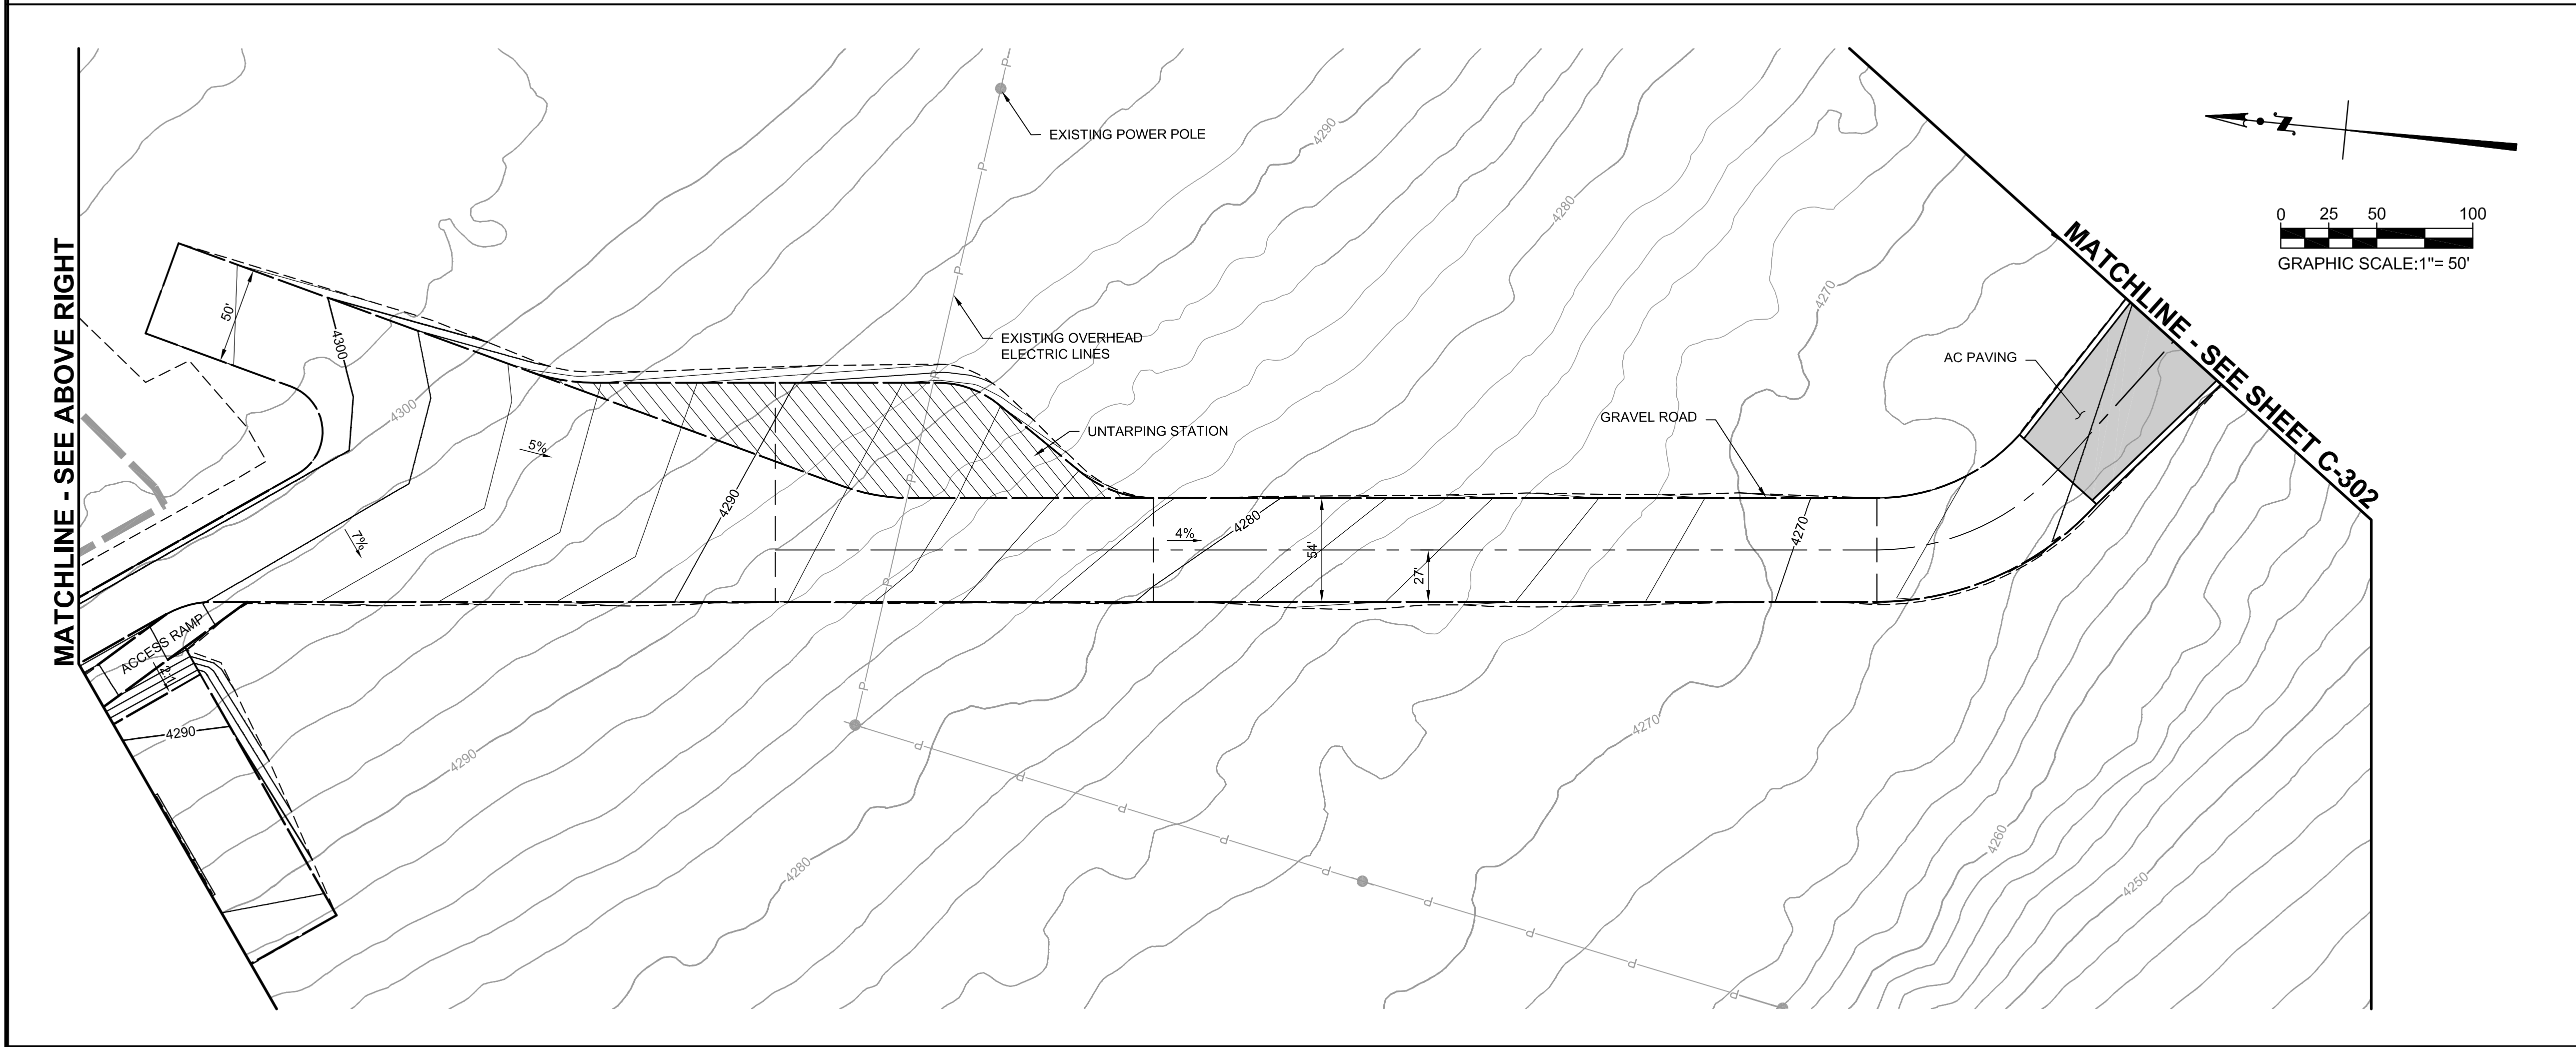 MATCHLINE - SEE ABOVE RIGHT
MATCHLINE - SEE SHEET C-302
N
0 25 50 100
GRAPHIC SCALE:1"= 50'
P
EXISTING POWER POLE
P
P
EXISTING OVERHEAD
ELECTRIC LINES
P
P
P
P
4290
4280
4270
50'
4300
4300
5%
7%
4290
UNTARPING STATION
GRAVEL ROAD
AC PAVING
4%
4280
54'
27'
4270
ACCESS RAMP
2:1
4290
4290
4280
4270
4260
4250
P
P
P
P
P
P
P
P
P